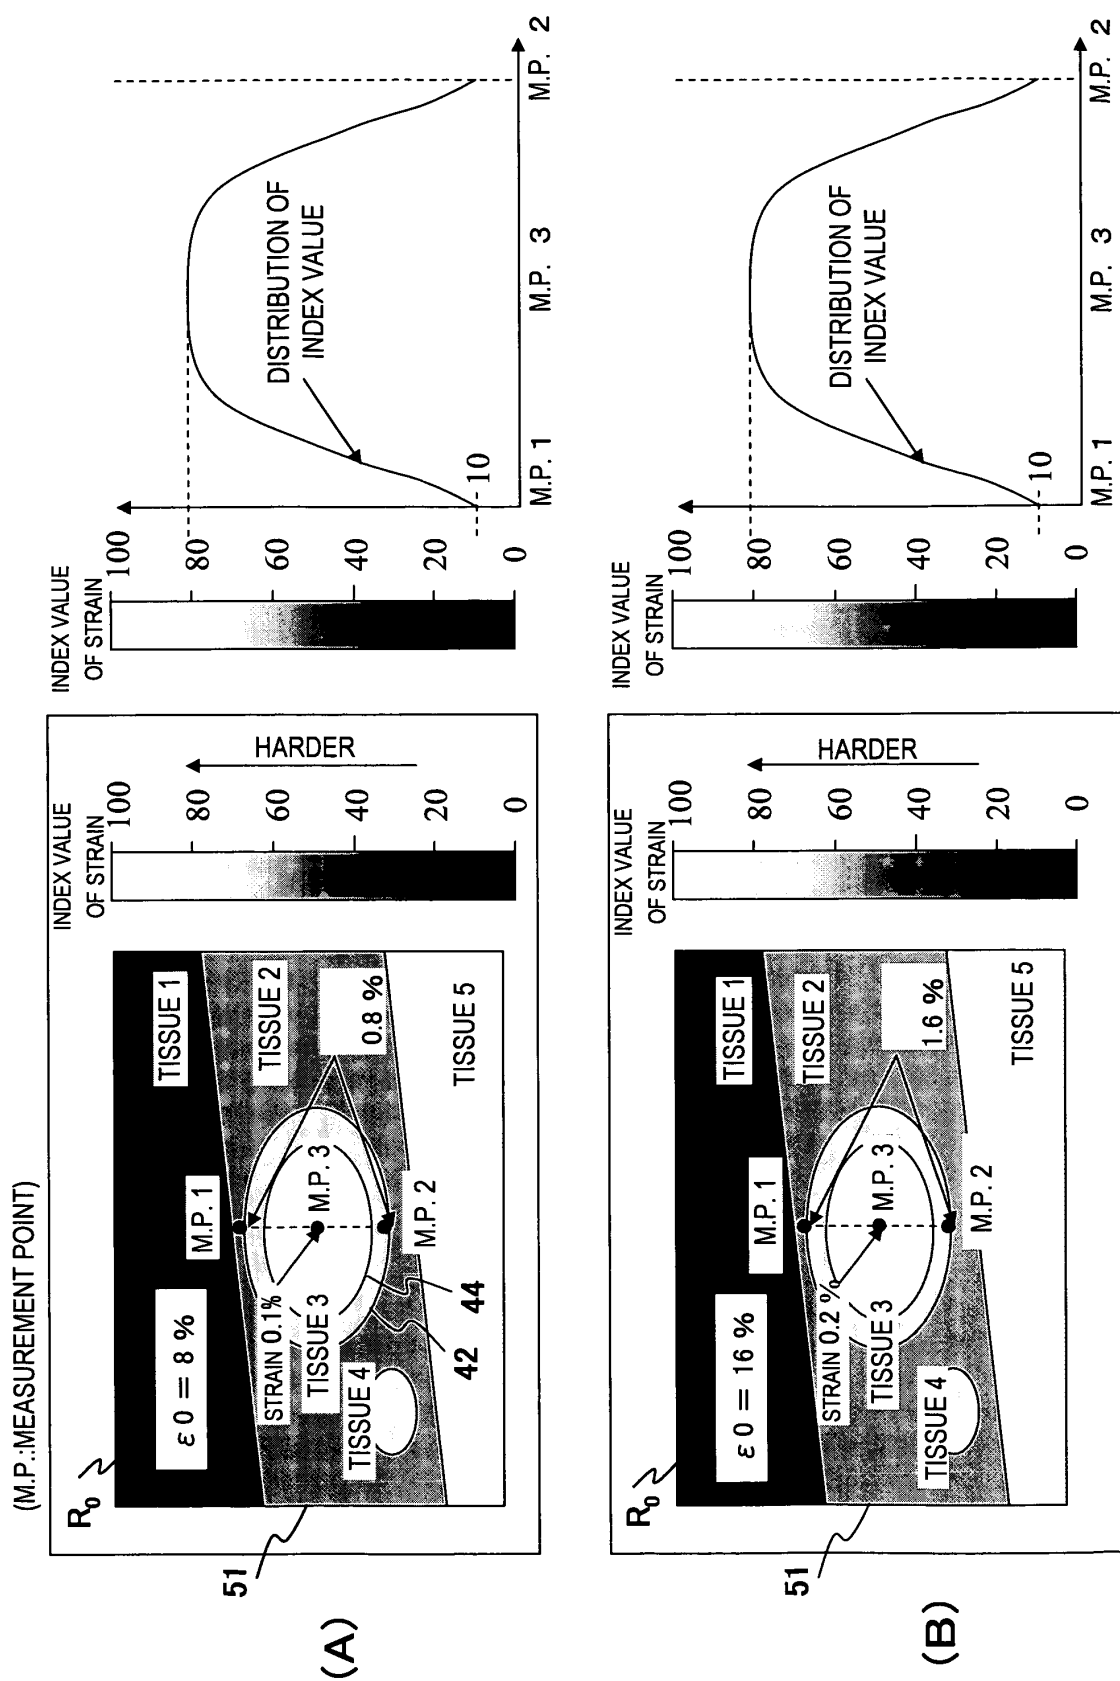 (M.P.:MEASUREMENT POINT)
(A)
51
R0
ε0 = 8 %
M.P. 1
TISSUE 1
TISSUE 2
STRAIN 0.1%
TISSUE 3
M.P. 3
0.8 %
TISSUE 4
M.P. 2
TISSUE 5
42
44
INDEX VALUE
OF STRAIN
100
80
60
40
20
0
HARDER
INDEX VALUE
OF STRAIN
100
80
60
40
20
0
10
DISTRIBUTION OF
INDEX VALUE
M.P. 1
M.P. 3
M.P. 2
(B)
51
R0
ε0 = 16 %
M.P. 1
TISSUE 1
TISSUE 2
STRAIN 0.2 %
TISSUE 3
M.P. 3
1.6 %
TISSUE 4
M.P. 2
TISSUE 5
INDEX VALUE
OF STRAIN
100
80
60
40
20
0
HARDER
INDEX VALUE
OF STRAIN
100
80
60
40
20
0
10
DISTRIBUTION OF
INDEX VALUE
M.P. 1
M.P. 3
M.P. 2